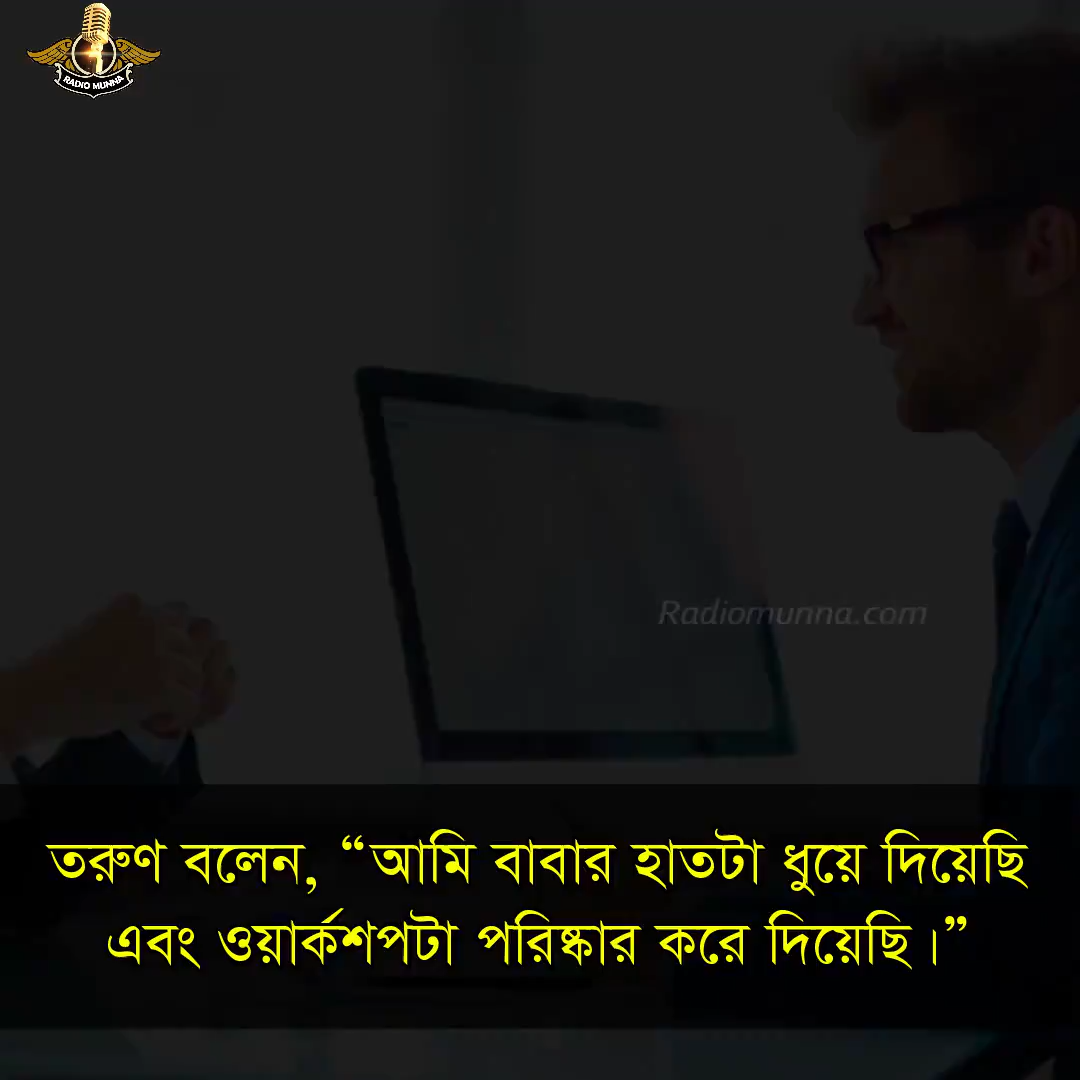 RADIO MUNNA
Radiomunna.com
তরুণ বলেন, “আমি বাবার হাতটা ধুয়ে দিয়েছি
এবং ওয়ার্কশপটা পরিষ্কার করে দিয়েছি।”